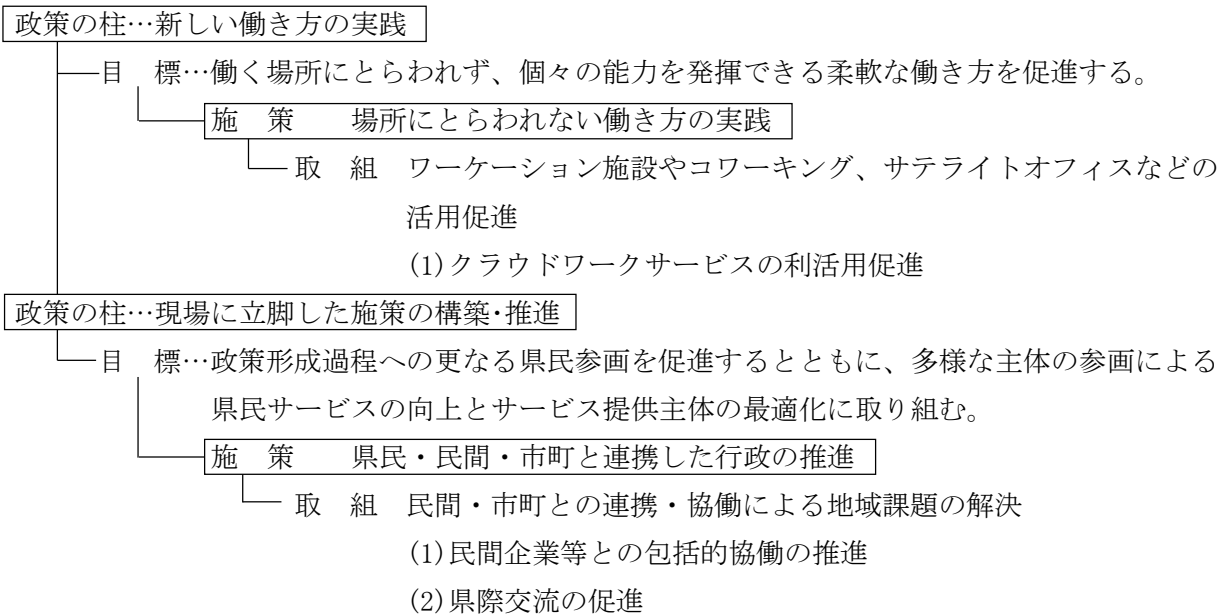 政策の柱…新しい働き方の実践
目　標…働く場所にとらわれず、個々の能力を発揮できる柔軟な働き方を促進する。
施　策　　場所にとらわれない働き方の実践
取　組　ワーケーション施設やコワーキング、サテライトオフィスなどの
活用促進
(1)クラウドワークサービスの利活用促進
政策の柱…現場に立脚した施策の構築･推進
目　標…政策形成過程への更なる県民参画を促進するとともに、多様な主体の参画による
県民サービスの向上とサービス提供主体の最適化に取り組む。
施　策　　県民・民間・市町と連携した行政の推進
取　組　民間・市町との連携・協働による地域課題の解決
(1)民間企業等との包括的協働の推進
(2)県際交流の促進